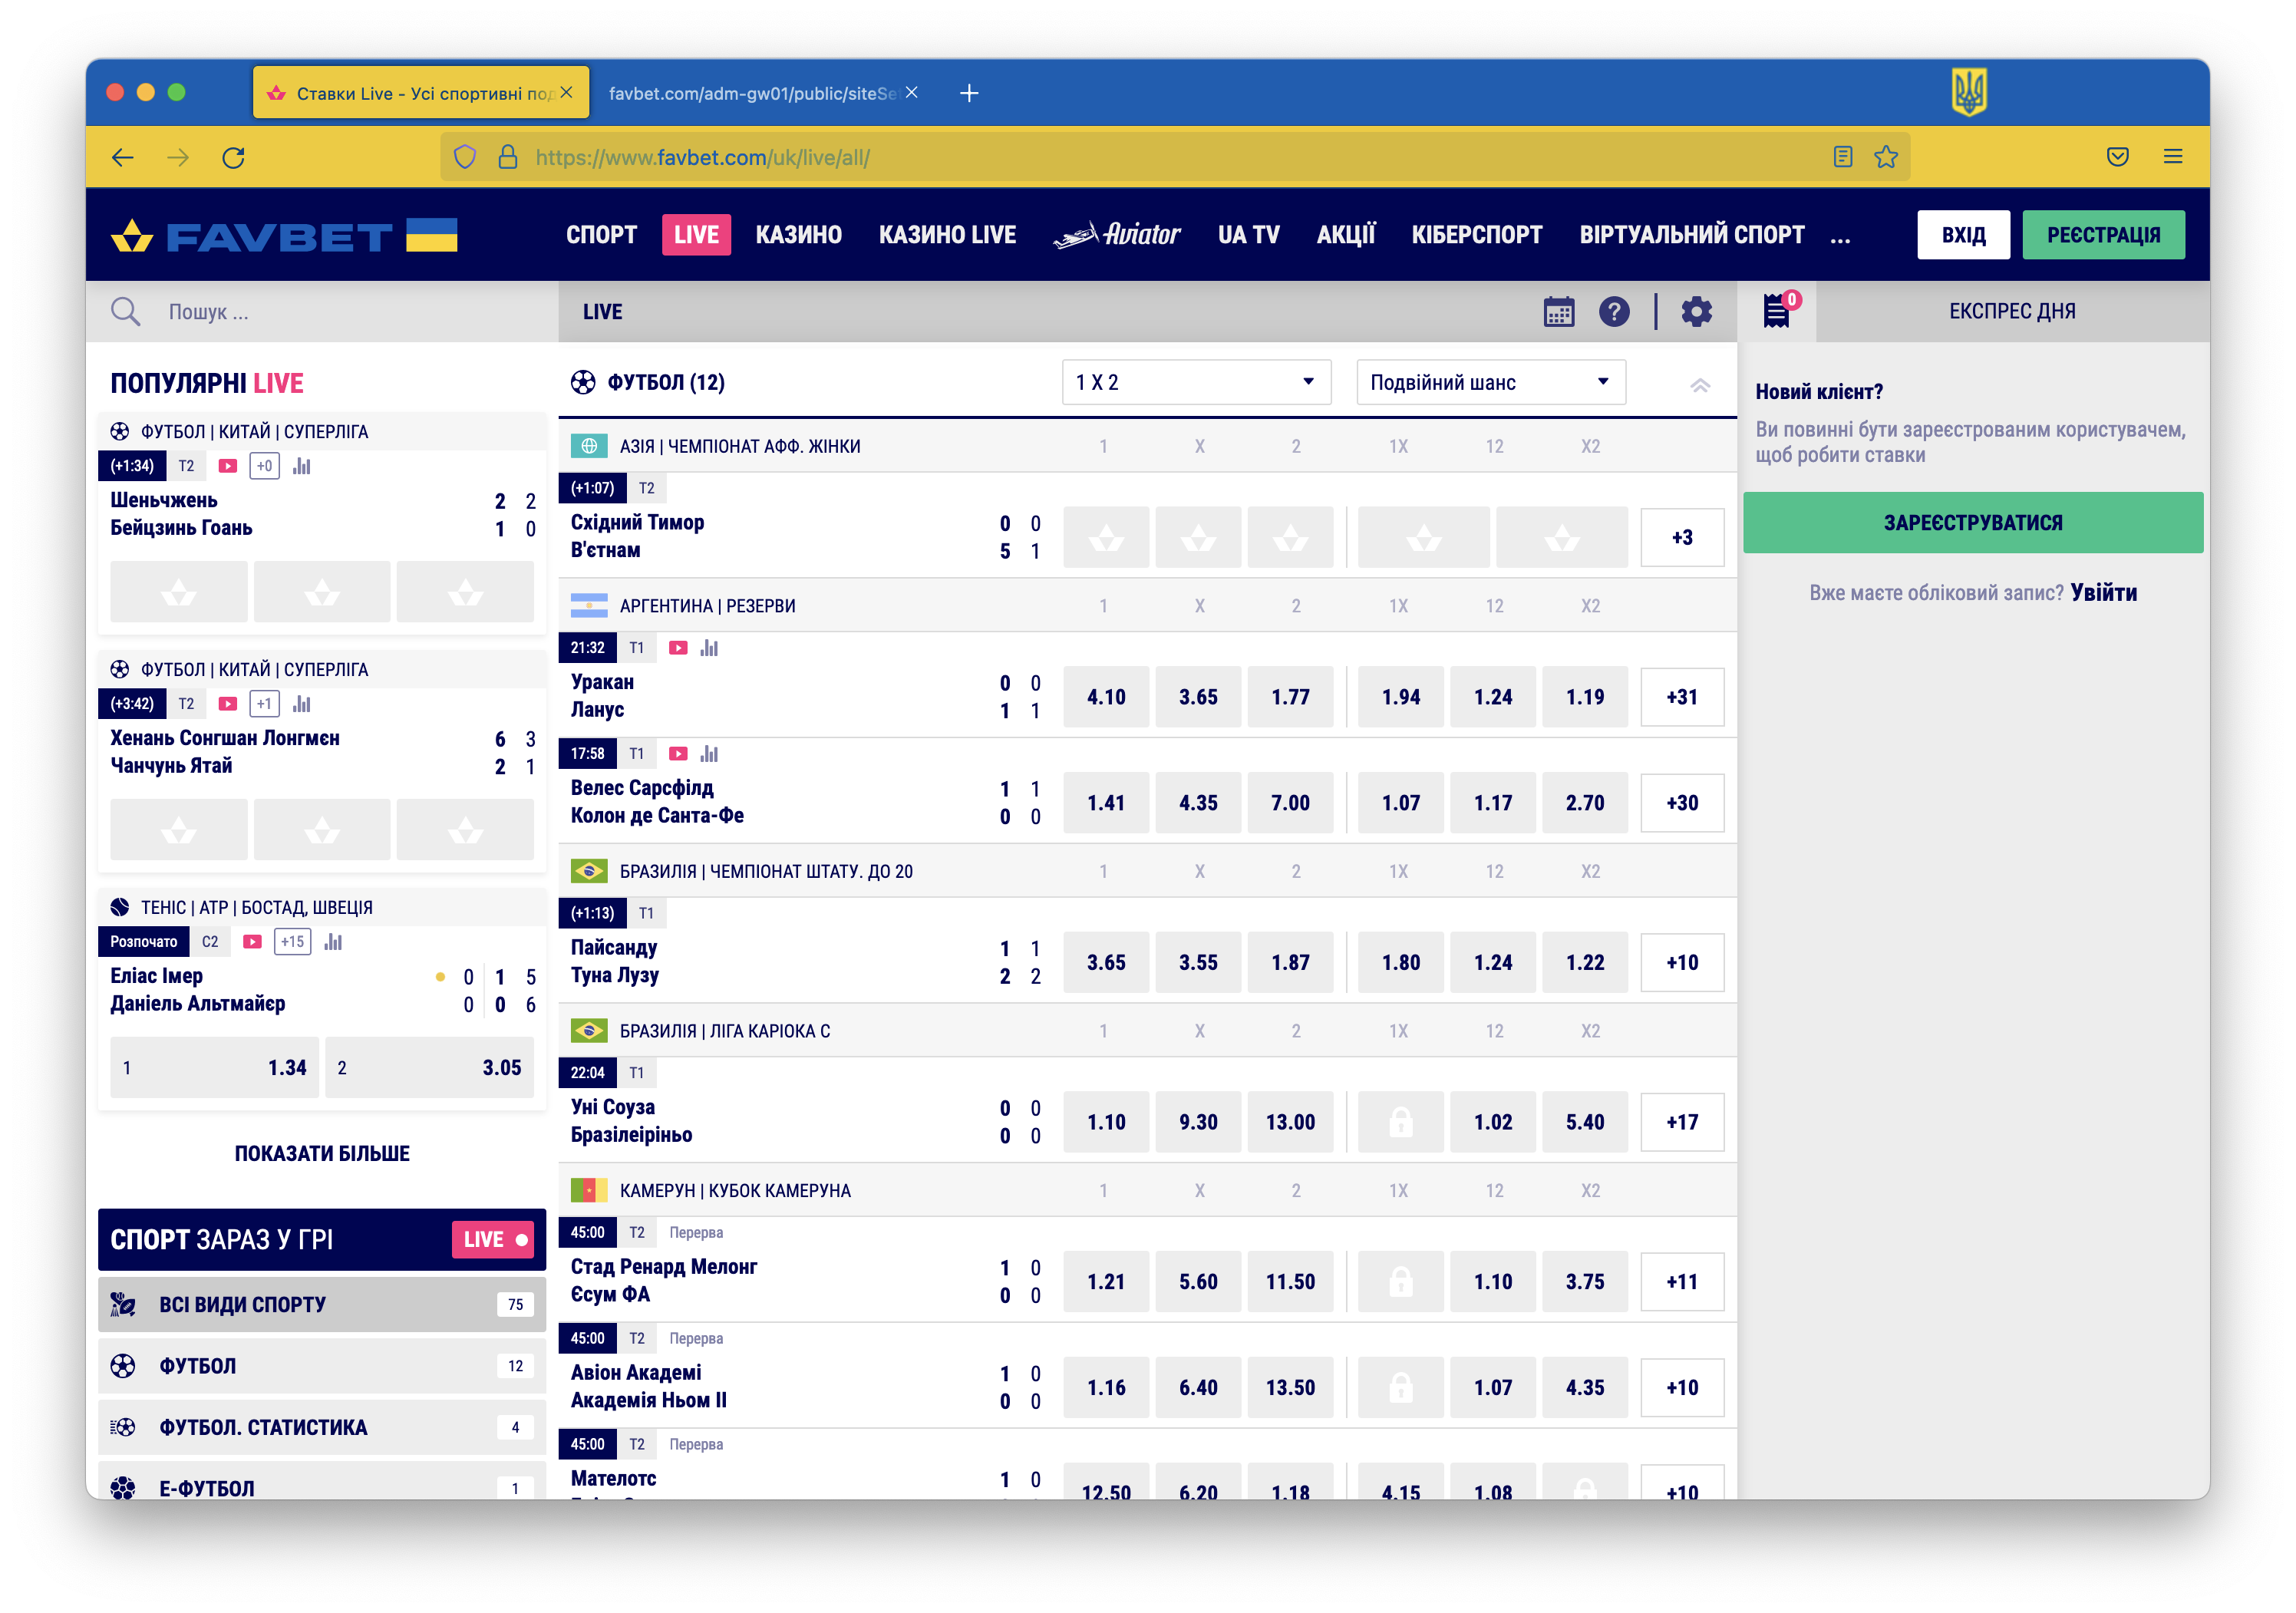 Ставки Live - Усі спортивні под
favbet.com/adm-gw01/public/siteSe
https://www.favbet.com/uk/live/all/
FAVBET
СПОРТ LIVE КАЗИНО КАЗИНО LIVE Aviator UA TV АКЦІЇ КІБЕРСПОРТ ВІРТУАЛЬНИЙ СПОРТ ...
ВХІД РЕЄСТРАЦІЯ
Пошук ...
ПОПУЛЯРНІ LIVE
ФУТБОЛ | КИТАЙ | СУПЕРЛІГА
(+1:34) T2 +0
Шеньчжень 2 2
Бейцзинь Гоань 1 0
ФУТБОЛ | КИТАЙ | СУПЕРЛІГА
(+3:42) T2 +1
Хенань Сонгшан Лонгмєн 6 3
Чанчунь Ятай 2 1
ТЕНІС | ATP | БОСТАД, ШВЕЦІЯ
Розпочато C2 +15
Еліас Імер 0 1 5
Даніель Альтмайєр 0 0 6
1 1.34 2 3.05
ПОКАЗАТИ БІЛЬШЕ
СПОРТ ЗАРАЗ У ГРІ LIVE
ВСІ ВИДИ СПОРТУ 75
ФУТБОЛ 12
ФУТБОЛ. СТАТИСТИКА 4
Е-ФУТБОЛ 1
LIVE
ФУТБОЛ (12) 1 X 2 Подвійний шанс
АЗІЯ | ЧЕМПІОНАТ АФФ. ЖІНКИ 1 X 2 1X 12 X2
(+1:07) T2
Східний Тимор 0 0
В'єтнам 5 1
+3
АРГЕНТИНА | РЕЗЕРВИ 1 X 2 1X 12 X2
21:32 T1
Уракан 0 0
Ланус 1 1
4.10 3.65 1.77 1.94 1.24 1.19 +31
17:58 T1
Велес Сарсфілд 1 1
Колон де Санта-Фе 0 0
1.41 4.35 7.00 1.07 1.17 2.70 +30
БРАЗИЛІЯ | ЧЕМПІОНАТ ШТАТУ. ДО 20 1 X 2 1X 12 X2
(+1:13) T1
Пайсанду 1 1
Туна Лузу 2 2
3.65 3.55 1.87 1.80 1.24 1.22 +10
БРАЗИЛІЯ | ЛІГА КАРІОКА С 1 X 2 1X 12 X2
22:04 T1
Уні Соуза 0 0
Бразілеіріньо 0 0
1.10 9.30 13.00 1.02 5.40 +17
КАМЕРУН | КУБОК КАМЕРУНА 1 X 2 1X 12 X2
45:00 T2 Перерва
Стад Ренард Мелонг 1 0
Єсум ФА 0 0
1.21 5.60 11.50 1.10 3.75 +11
45:00 T2 Перерва
Авіон Академі 1 0
Академія Ньом II 0 0
1.16 6.40 13.50 1.07 4.35 +10
45:00 T2 Перерва
Мателотс 1 0
12.50 6.20 1.18 4.15 1.08 +10
0 ЕКСПРЕС ДНЯ
Новий клієнт?
Ви повинні бути зареєстрованим користувачем,
щоб робити ставки
ЗАРЕЄСТРУВАТИСЯ
Вже маєте обліковий запис? Увійти